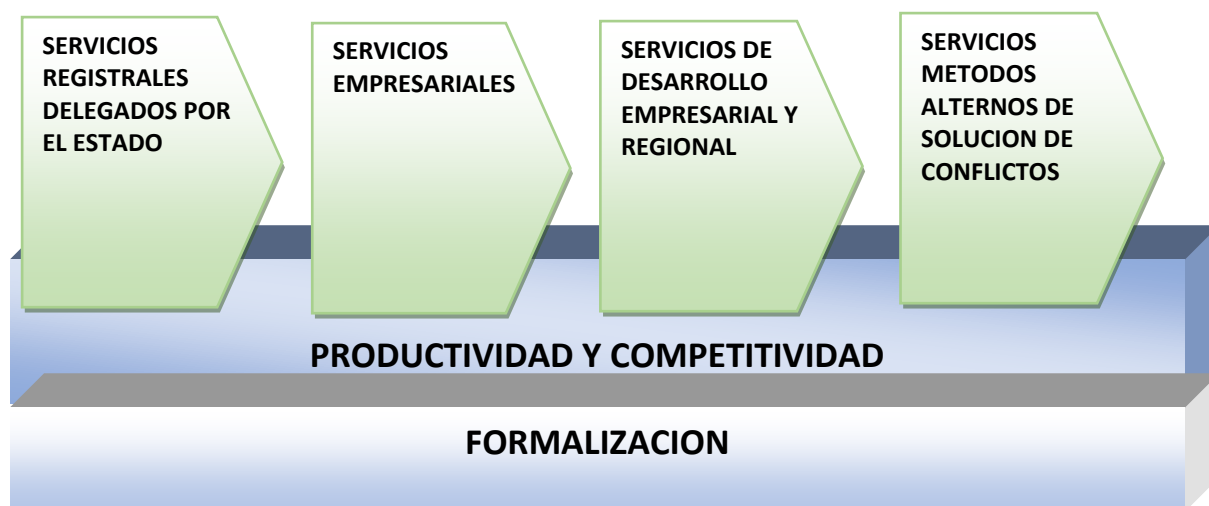 SERVICIOS
REGISTRALES
DELEGADOS POR
EL ESTADO
SERVICIOS
EMPRESARIALES
SERVICIOS DE
DESARROLLO
EMPRESARIAL Y
REGIONAL
SERVICIOS
METODOS
ALTERNOS DE
SOLUCION DE
CONFLICTOS
PRODUCTIVIDAD Y COMPETITIVIDAD
FORMALIZACION